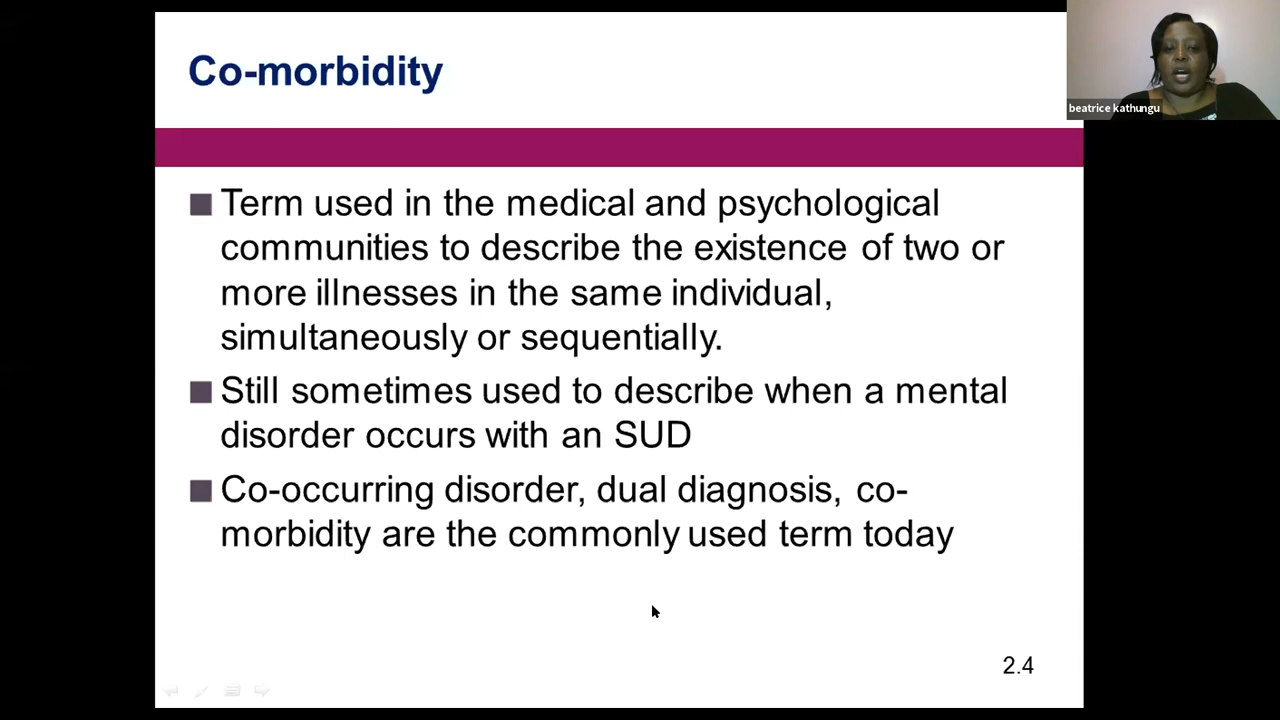 Co-morbidity
beatrice kathungu
Term used in the medical and psychological
communities to describe the existence of two or
more illnesses in the same individual,
simultaneously or sequentially.
Still sometimes used to describe when a mental
disorder occurs with an SUD
Co-occurring disorder, dual diagnosis, co-
morbidity are the commonly used term today
2.4